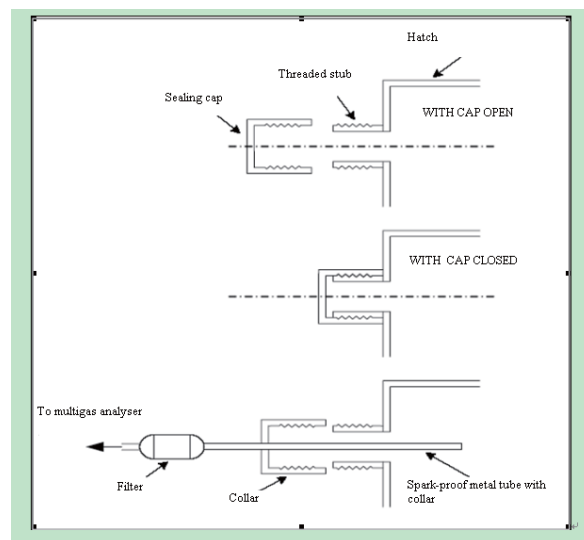 Hatch
Threaded stub
Sealing cap
WITH CAP OPEN
WITH CAP CLOSED
To multigas analyser
Filter
Collar
Spark-proof metal tube with
collar